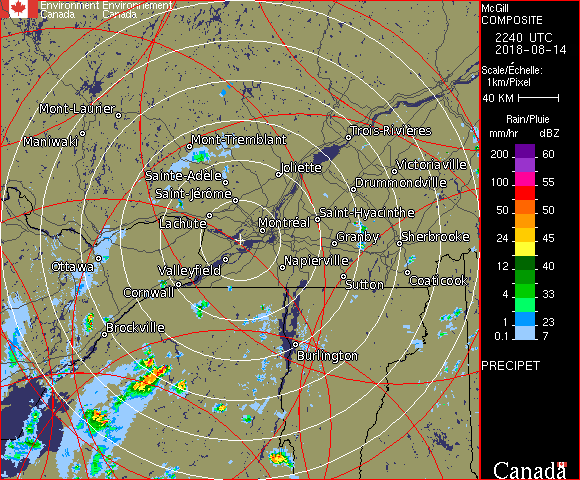 Environment Environnement
Canada Canada
McGill
COMPOSITE
2240 UTC
2018-08-14
Scale/Échelle:
1km/Pixel
40 KM
Rain/Pluie
mm/hr dBZ
200 60
100 55
50 50
24 45
12 40
4 33
1 23
0.1 7
PRECIPET
Canada
Mont-Laurier
Maniwaki
Mont-Tremblant
Trois-Rivières
Sainte-Adèle
Joliette
Victoriaville
Saint-Jérôme
Drummondville
Lachute
Montréal
Saint-Hyacinthe
Granby
Sherbrooke
Ottawa
Valleyfield
Napierville
Cornwall
Sutton
Coaticook
Brockville
Burlington